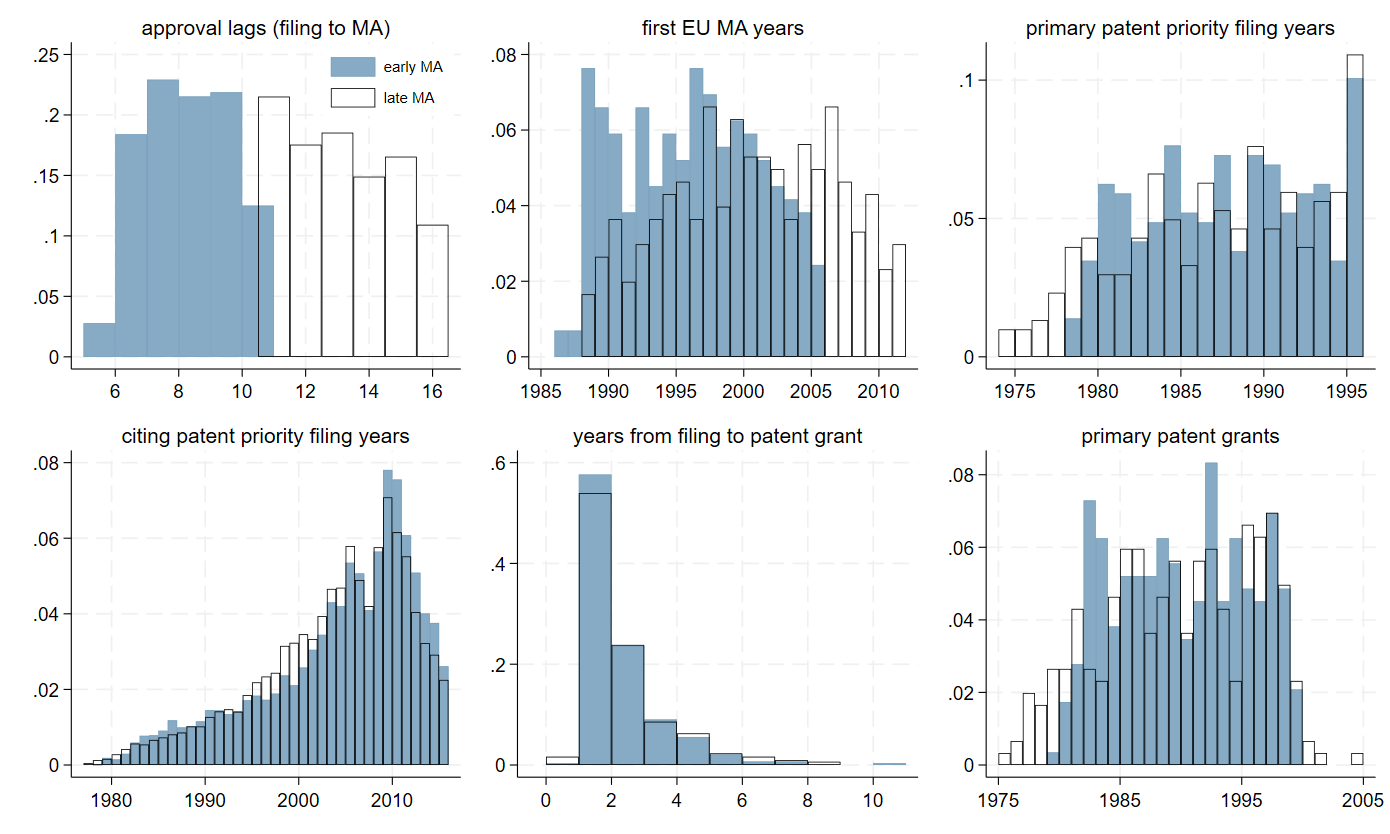 approval lags (filing to MA)
.25
.2
.15
.1
.05
0
early MA
late MA
6 8 10 12 14 16
first EU MA years
.08
.06
.04
.02
0
1985 1990 1995 2000 2005 2010
primary patent priority filing years
.1
.05
0
1975 1980 1985 1990 1995
citing patent priority filing years
.08
.06
.04
.02
0
1980 1990 2000 2010
years from filing to patent grant
.6
.4
.2
0
0 2 4 6 8 10
primary patent grants
.08
.06
.04
.02
0
1975 1985 1995 2005